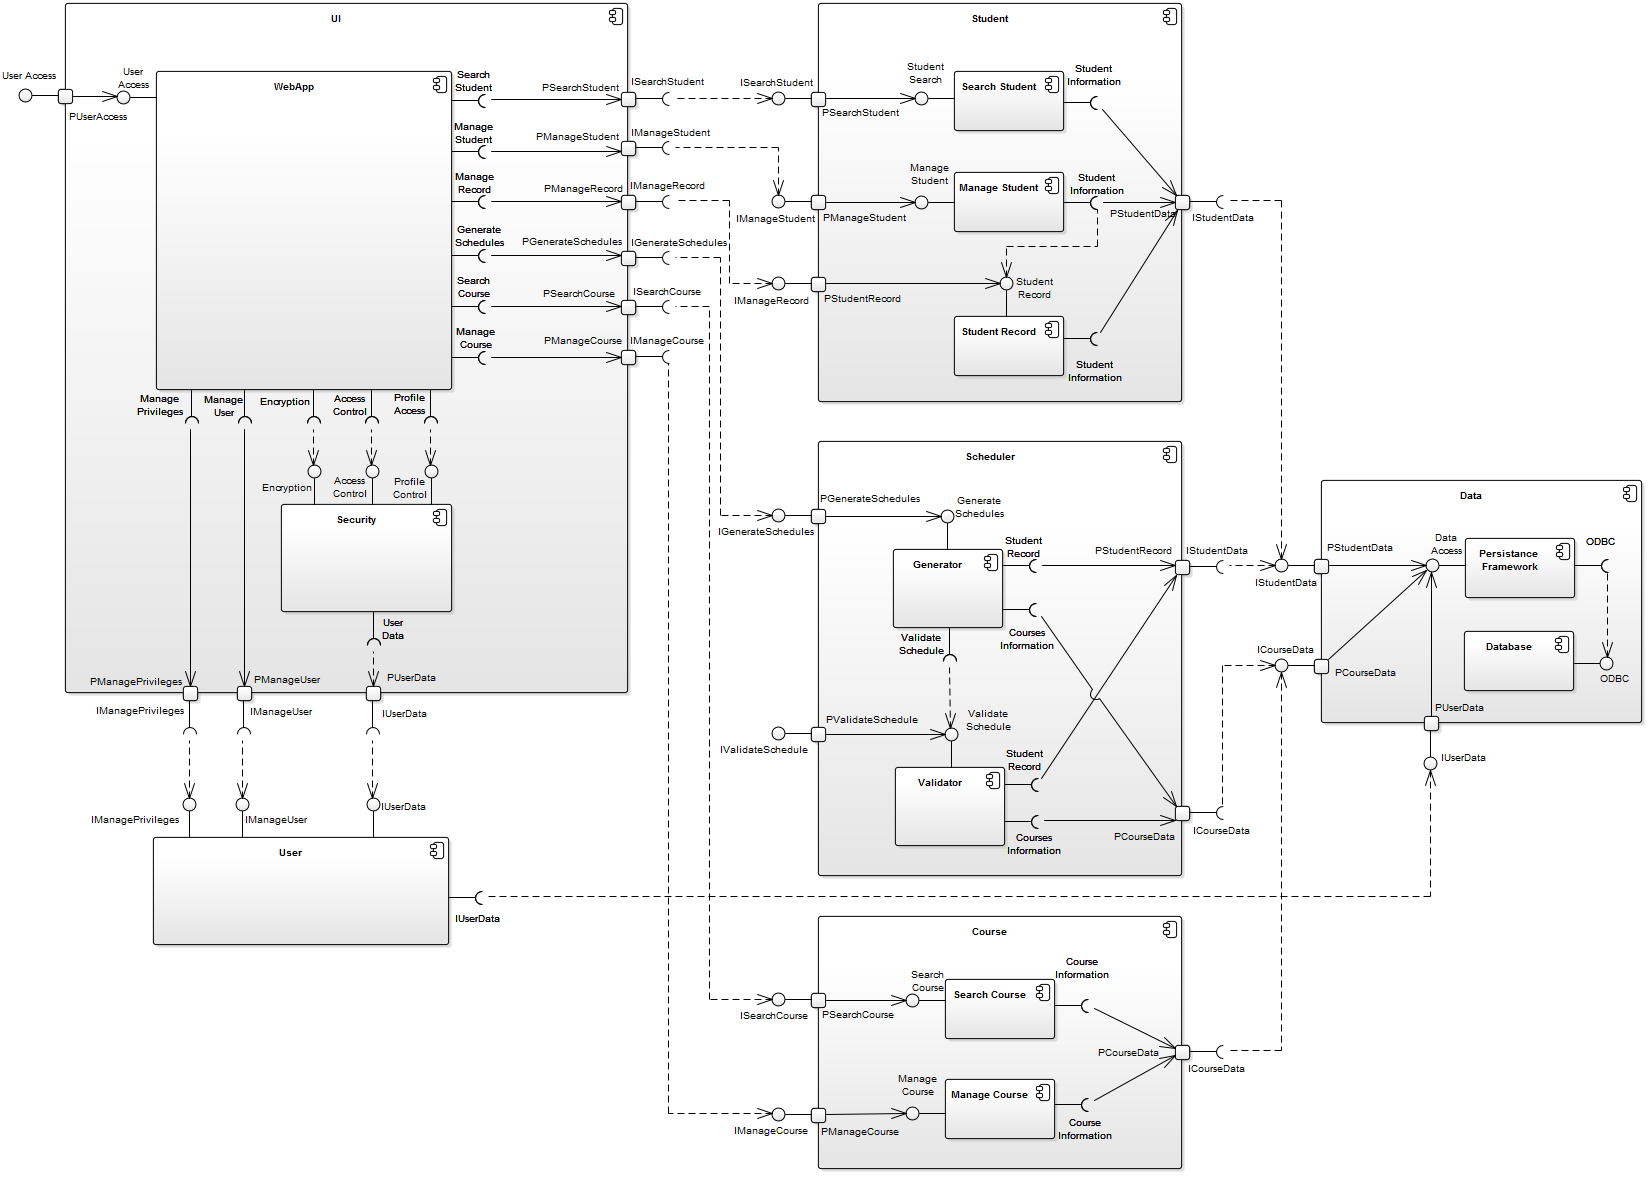 UI
User Access
PUserAccess
User
Access
WebApp
Search
Student
PSearchStudent
ISearchStudent
Manage
Student
PManageStudent
IManageStudent
Manage
Record
PManageRecord
IManageRecord
Generate
Schedules
PGenerateSchedules
IGenerateSchedules
Search
Course
PSearchCourse
ISearchCourse
Manage
Course
PManageCourse
IManageCourse
Manage
Privileges
Manage
User
Encryption
Access
Control
Profile
Access
Encryption
Access
Control
Profile
Control
Security
User
Data
PManagePrivileges
PManageUser
PUserData
IManagePrivileges
IManageUser
IUserData
IManagePrivileges
IManageUser
IUserData
User
IUserData
Student
ISearchStudent
PSearchStudent
Student
Search
Search Student
Student
Information
IManageStudent
PManageStudent
Manage
Student
Manage Student
Student
Information
PStudentData
IStudentData
IManageRecord
PStudentRecord
Student
Record
Student Record
Student
Information
Scheduler
IGenerateSchedules
PGenerateSchedules
Generate
Schedules
Generator
Student
Record
PStudentRecord
IStudentData
Courses
Information
Validate
Schedule
IValidateSchedule
PValidateSchedule
Validate
Schedule
Validator
Student
Record
Courses
Information
PCourseData
ICourseData
Course
ISearchCourse
PSearchCourse
Search
Course
Search Course
Course
Information
PCourseData
ICourseData
IManageCourse
PManageCourse
Manage
Course
Manage Course
Course
Information
Data
IStudentData
PStudentData
Data
Access
Persistance
Framework
ODBC
ICourseData
PCourseData
Database
ODBC
PUserData
IUserData